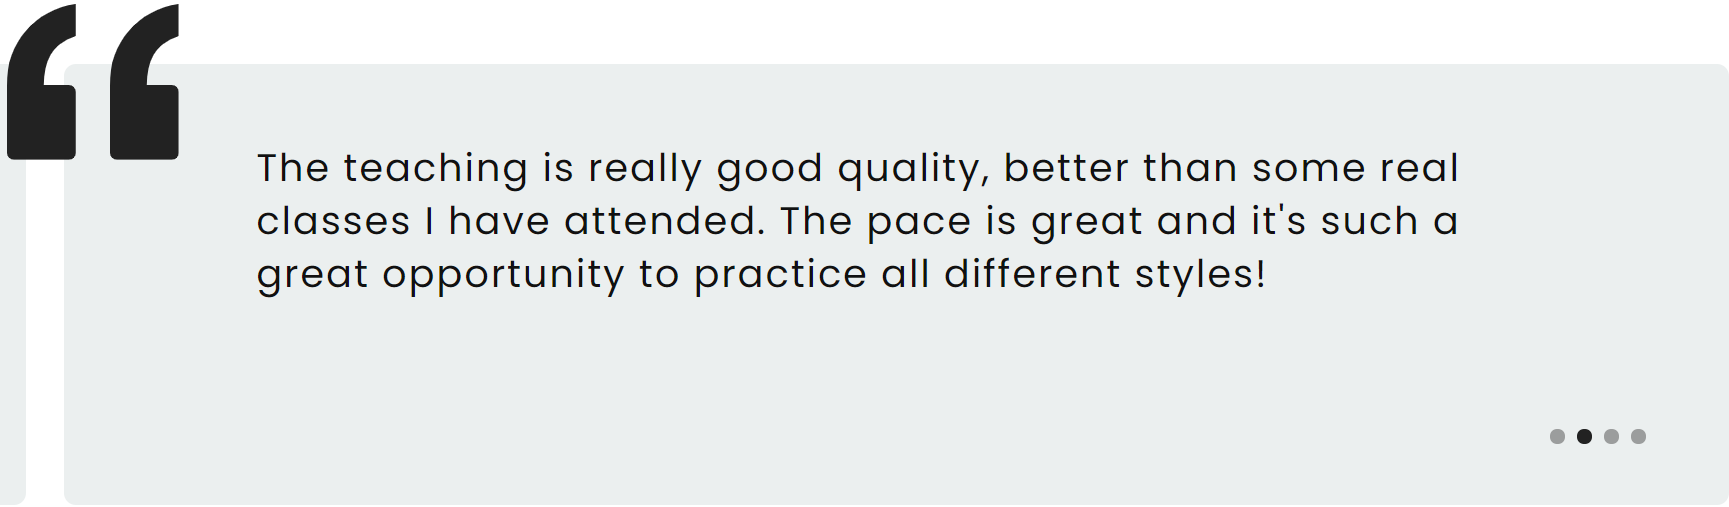 The teaching is really good quality, better than some real
classes I have attended. The pace is great and it's such a
great opportunity to practice all different styles!